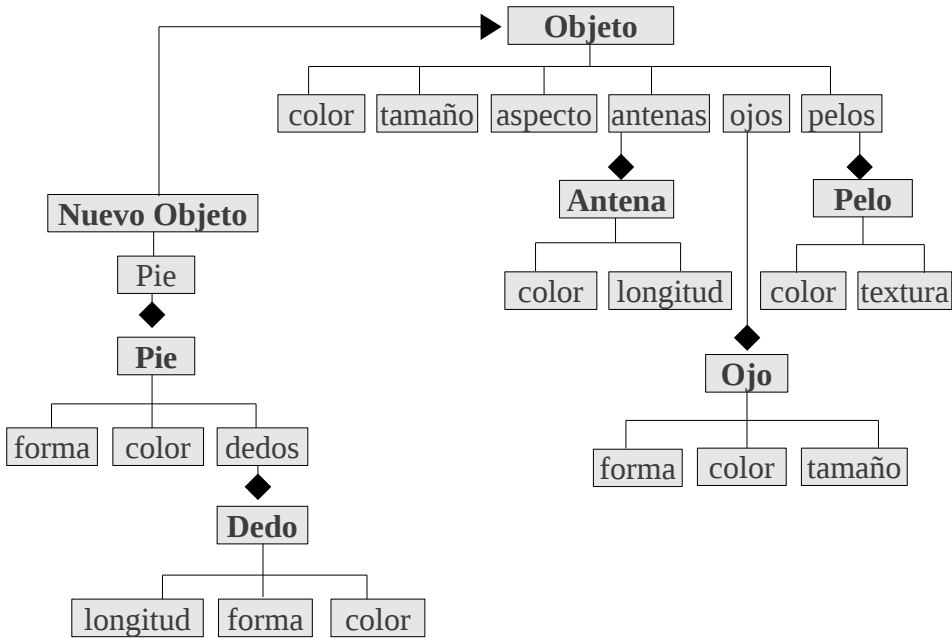 Objeto
color
tamaño
aspecto
antenas
ojos
pelos
Nuevo Objeto
Antena
Pelo
Pie
color
longitud
color
textura
Pie
Ojo
forma
color
dedos
forma
color
tamaño
Dedo
longitud
forma
color